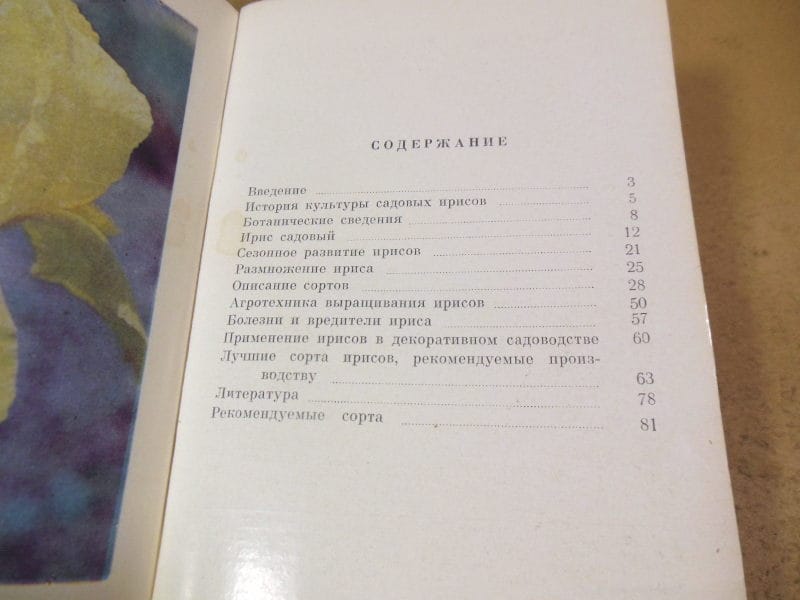 СОДЕРЖАНИЕ
Введение 3
История культуры садовых ирисов 5
Ботанические сведения 8
Ирис садовый 12
Сезонное развитие ирисов 21
Размножение ириса 25
Описание сортов 28
Агротехника выращивания ирисов 50
Болезни и вредители ириса 57
Применение ирисов в декоративном садоводстве 60
Лучшие сорта ирисов, рекомендуемые произ-
водству 63
Литература 78
Рекомендуемые сорта 81